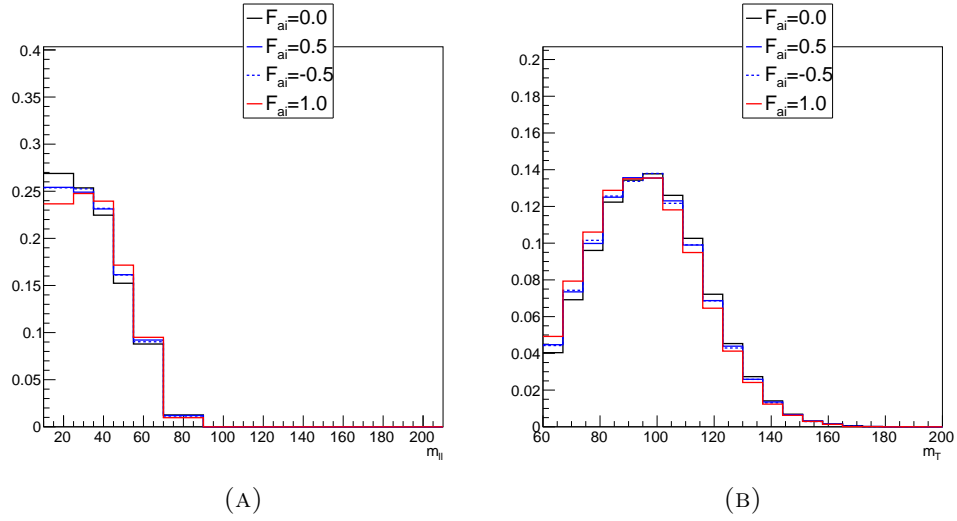 F_ai=0.0
F_ai=0.5
F_ai=-0.5
F_ai=1.0
0.4
0.35
0.3
0.25
0.2
0.15
0.1
0.05
0
20 40 60 80 100 120 140 160 180 200
m_ll
(A)
F_ai=0.0
F_ai=0.5
F_ai=-0.5
F_ai=1.0
0.2
0.18
0.16
0.14
0.12
0.1
0.08
0.06
0.04
0.02
0
60 80 100 120 140 160 180 200
m_T
(B)